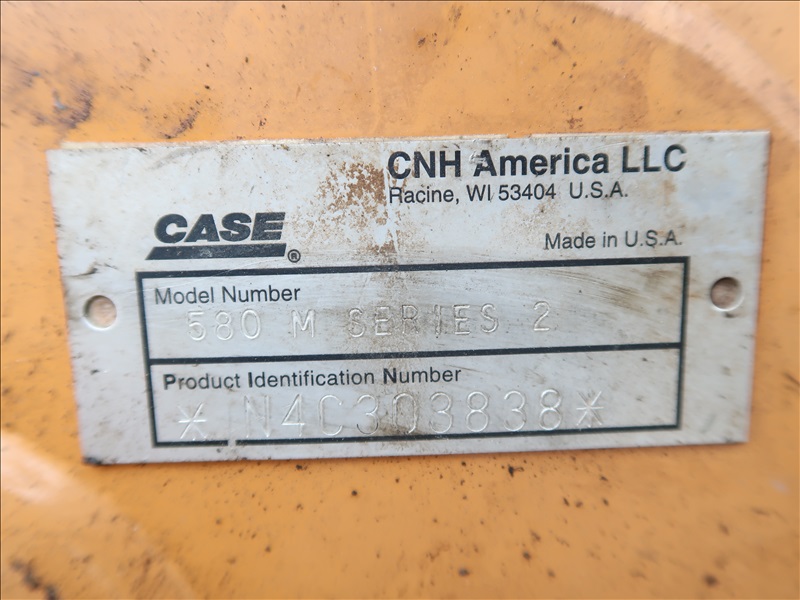 CNH America LLC
Racine, WI 53404 U.S.A.
CASE®
Made in U.S.A.
Model Number
580 M SERIES 2
Product Identification Number
*N4C303838*